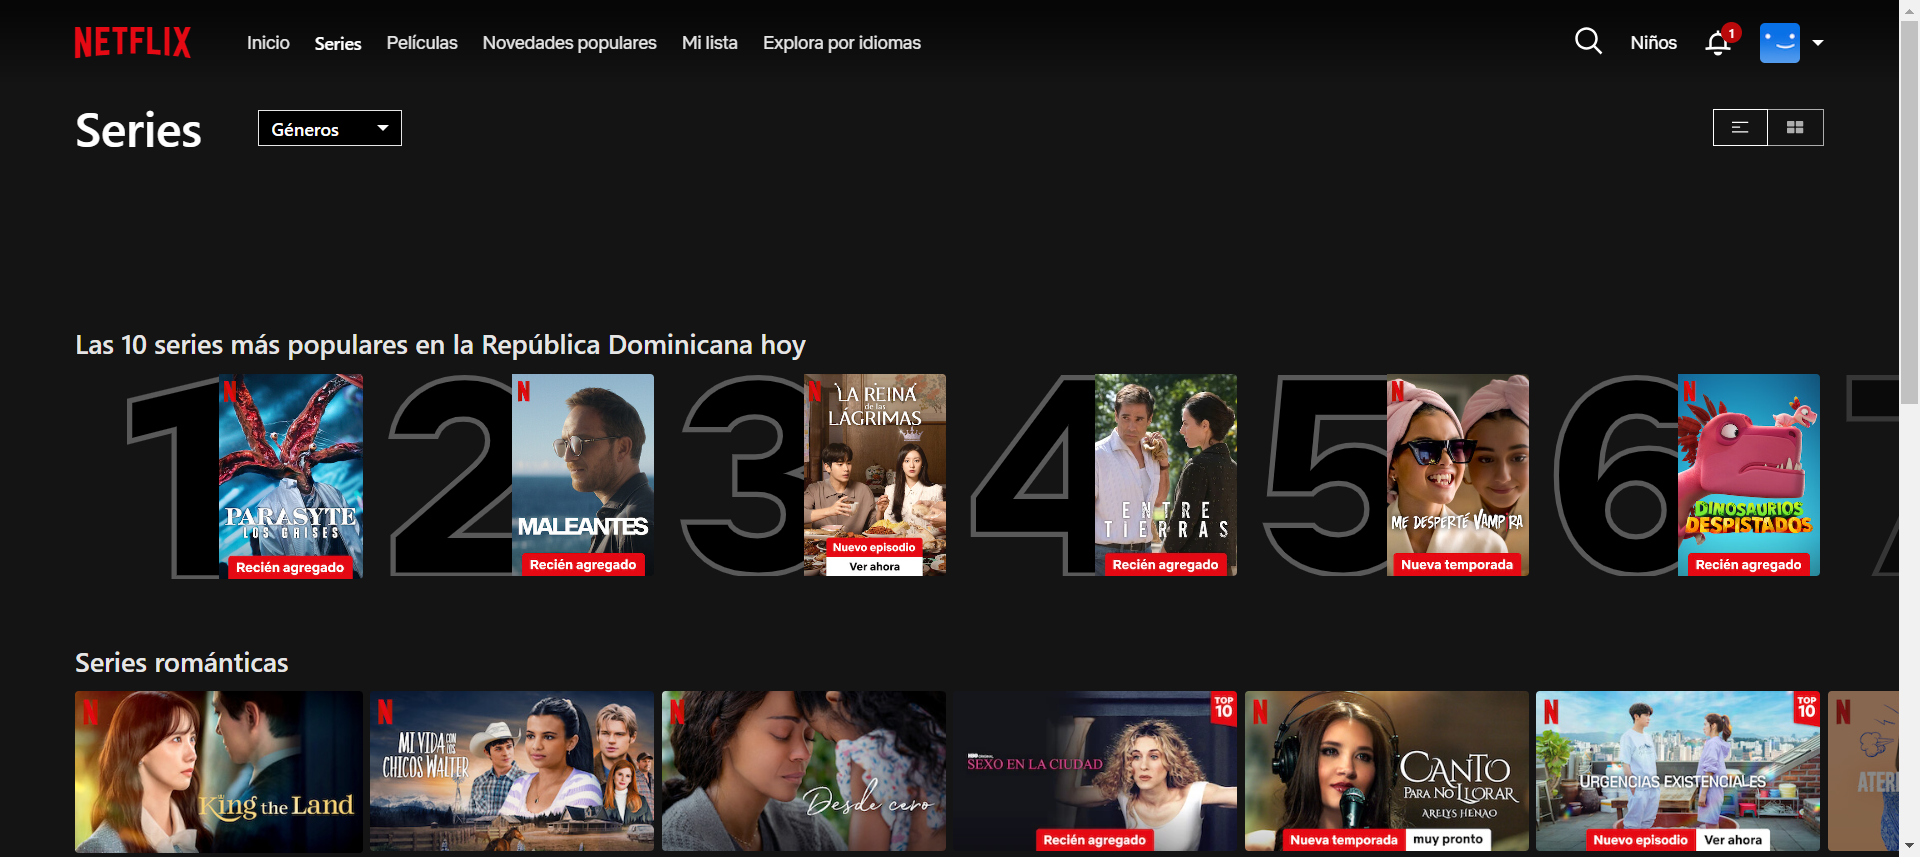 NETFLIX
Inicio
Series
Películas
Novedades populares
Mi lista
Explora por idiomas
Niños
1
Series
Géneros
Las 10 series más populares en la República Dominicana hoy
1
N
PARASYTE
LOS GRISES
Recién agregado
2
N
MALEANTES
Recién agregado
3
N
LA REINA
de las
LÁGRIMAS
Nuevo episodio
Ver ahora
4
ENTRE
TIERRAS
Recién agregado
5
N
ME DESPERTÉ VAMPIRA
Nueva temporada
6
N
DINOSAURIOS
DESPISTADOS
Recién agregado
7
Series románticas
N
King the Land
N
MI VIDA CON LOS
CHICOS WALTER
N
Desde cero
SEXO EN LA CIUDAD
TOP
10
Recién agregado
N
CANTO
PARA NO LLORAR
ARELYS HENAO
Nueva temporada
muy pronto
N
URGENCIAS EXISTENCIALES
TOP
10
Nuevo episodio
Ver ahora
N
ATER